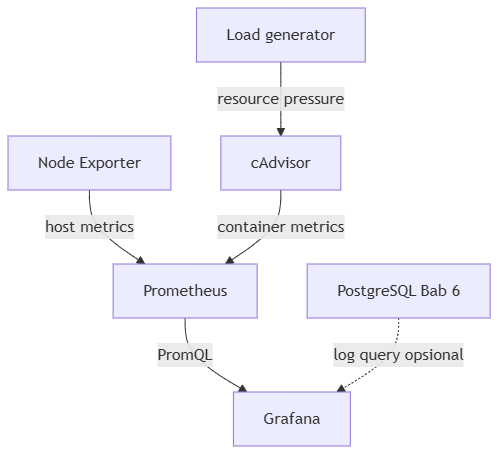 Load generator
resource pressure
Node Exporter
cAdvisor
host metrics
container metrics
Prometheus
PostgreSQL Bab 6
PromQL
log query opsional
Grafana